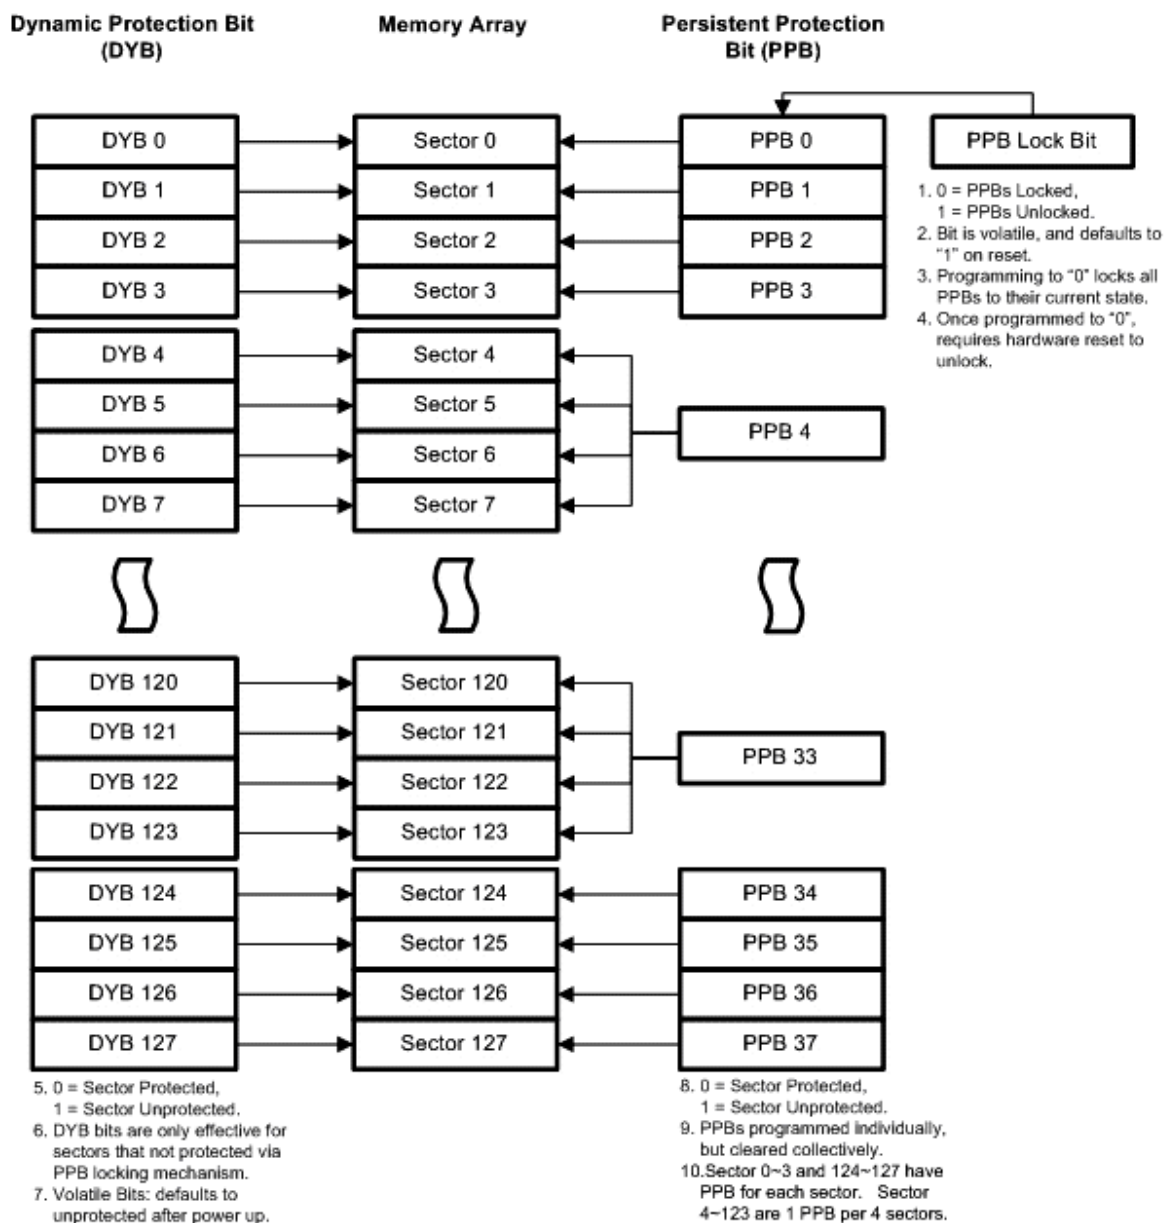 Dynamic Protection Bit
(DYB)
Memory Array
Persistent Protection
Bit (PPB)
DYB 0
Sector 0
PPB 0
PPB Lock Bit
DYB 1
Sector 1
PPB 1
DYB 2
Sector 2
PPB 2
DYB 3
Sector 3
PPB 3
1. 0 = PPBs Locked,
1 = PPBs Unlocked.
2. Bit is volatile, and defaults to
"1" on reset.
3. Programming to "0" locks all
PPBs to their current state.
4. Once programmed to "0",
requires hardware reset to
unlock.
DYB 4
Sector 4
DYB 5
Sector 5
DYB 6
Sector 6
DYB 7
Sector 7
PPB 4
DYB 120
Sector 120
DYB 121
Sector 121
DYB 122
Sector 122
DYB 123
Sector 123
PPB 33
DYB 124
Sector 124
PPB 34
DYB 125
Sector 125
PPB 35
DYB 126
Sector 126
PPB 36
DYB 127
Sector 127
PPB 37
5. 0 = Sector Protected,
1 = Sector Unprotected.
6. DYB bits are only effective for
sectors that not protected via
PPB locking mechanism.
7. Volatile Bits: defaults to
unprotected after power up.
8. 0 = Sector Protected,
1 = Sector Unprotected.
9. PPBs programmed individually,
but cleared collectively.
10.Sector 0~3 and 124~127 have
PPB for each sector. Sector
4~123 are 1 PPB per 4 sectors.